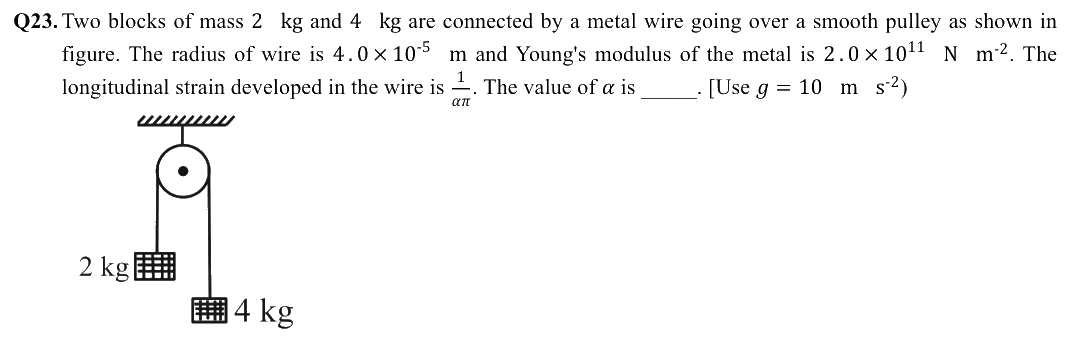 Q23. Two blocks of mass 2 kg and 4 kg are connected by a metal wire going over a smooth pulley as shown in
figure. The radius of wire is 4.0 × 10⁻⁵ m and Young's modulus of the metal is 2.0 × 10¹¹ N m⁻². The
longitudinal strain developed in the wire is 1/απ. The value of α is _____. [Use g = 10 m s⁻²)
2 kg
4 kg